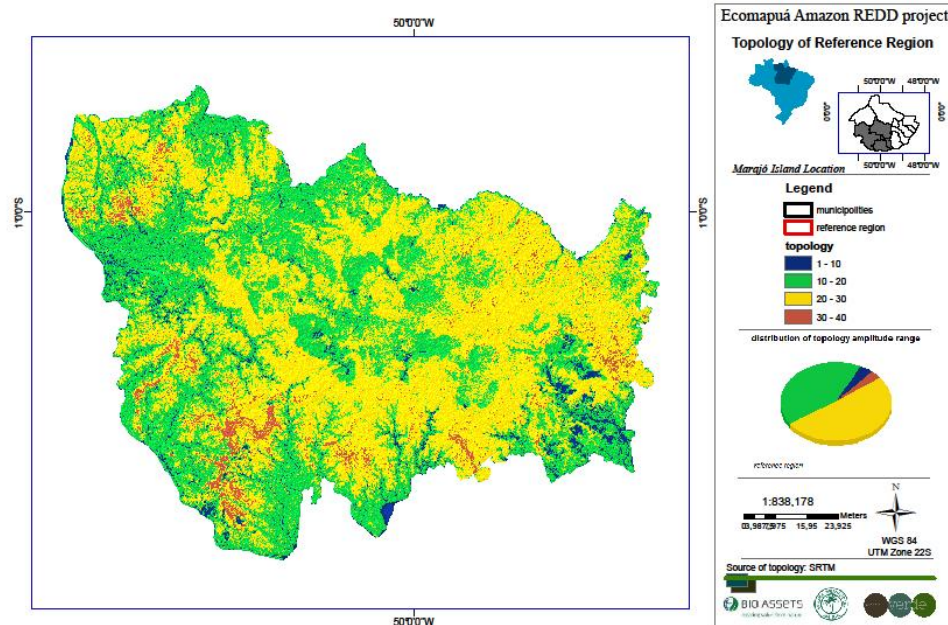 Ecomapuá Amazon REDD project
Topology of Reference Region
50°0'0"W 48°0'0"W
0°0'0"
0°0'0"
50°0'0"W 48°0'0"W
Marajó Island Location
Legend
municipolities
reference region
topology
1 - 10
10 - 20
20 - 30
30 - 40
distribution of topology amplitude range
reference region
1:838,178
Meters
15,95 23,925
N
WGS 84
UTM Zone 22S
Source of topology: SRTM
BIO ASSETS
verde
50°0'0"W
1°0'0"S
1°0'0"S
50°0'0"W